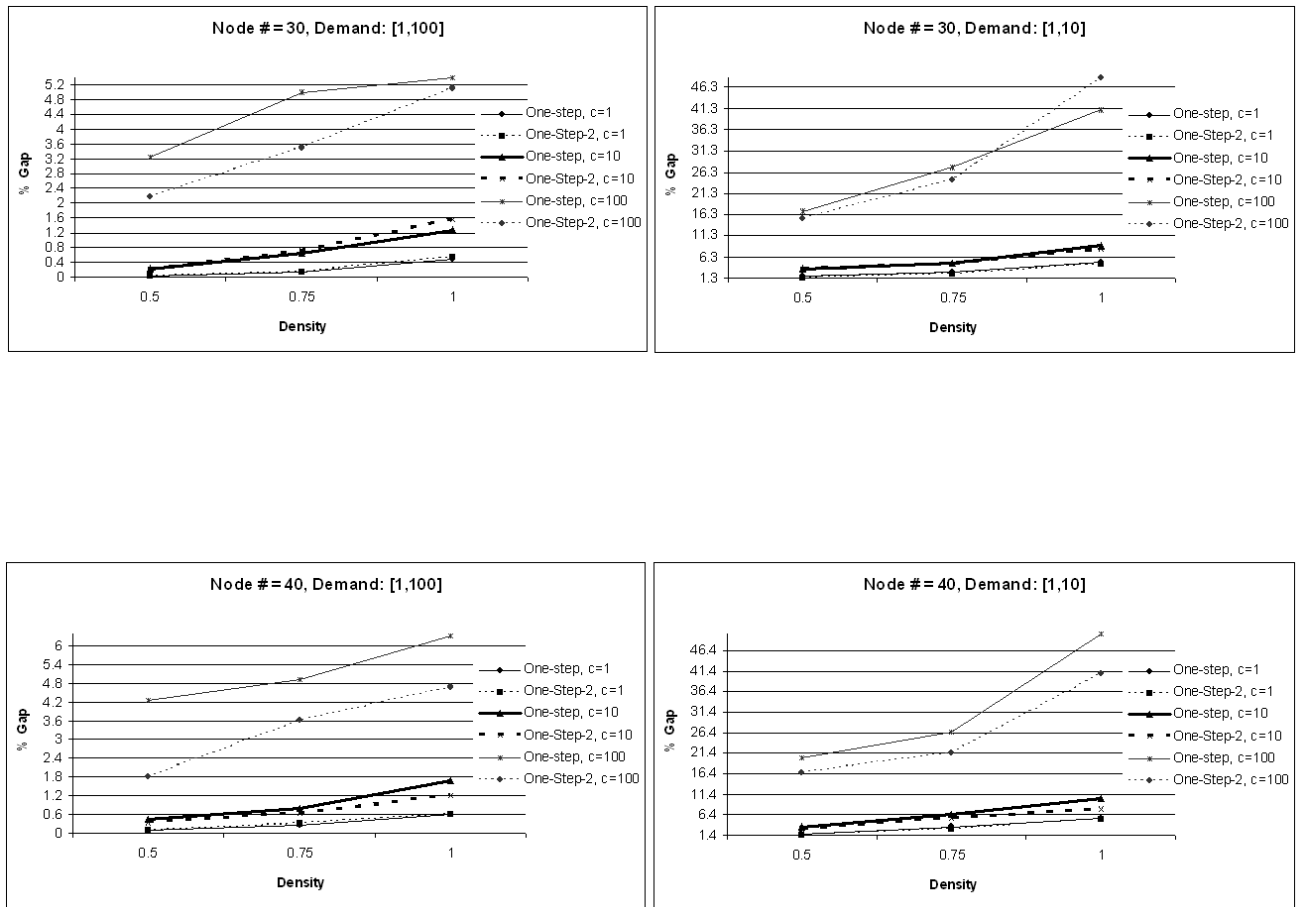 Node # = 30, Demand: [1,100]
% Gap
5.2
4.8
4.4
4
3.6
3.2
2.8
2.4
2
1.6
1.2
0.8
0.4
0
0.5
0.75
1
Density
One-step, c=1
One-Step-2, c=1
One-step, c=10
One-Step-2, c=10
One-step, c=100
One-Step-2, c=100
Node # = 30, Demand: [1,10]
% Gap
46.3
41.3
36.3
31.3
26.3
21.3
16.3
11.3
6.3
1.3
0.5
0.75
1
Density
One-step, c=1
One-Step-2, c=1
One-step, c=10
One-Step-2, c=10
One-step, c=100
One-Step-2, c=100
Node # = 40, Demand: [1,100]
% Gap
6
5.4
4.8
4.2
3.6
3
2.4
1.8
1.2
0.6
0
0.5
0.75
1
Density
One-step, c=1
One-Step-2, c=1
One-step, c=10
One-Step-2, c=10
One-step, c=100
One-Step-2, c=100
Node # = 40, Demand: [1,10]
% Gap
46.4
41.4
36.4
31.4
26.4
21.4
16.4
11.4
6.4
1.4
0.5
0.75
1
Density
One-step, c=1
One-Step-2, c=1
One-step, c=10
One-Step-2, c=10
One-step, c=100
One-Step-2, c=100